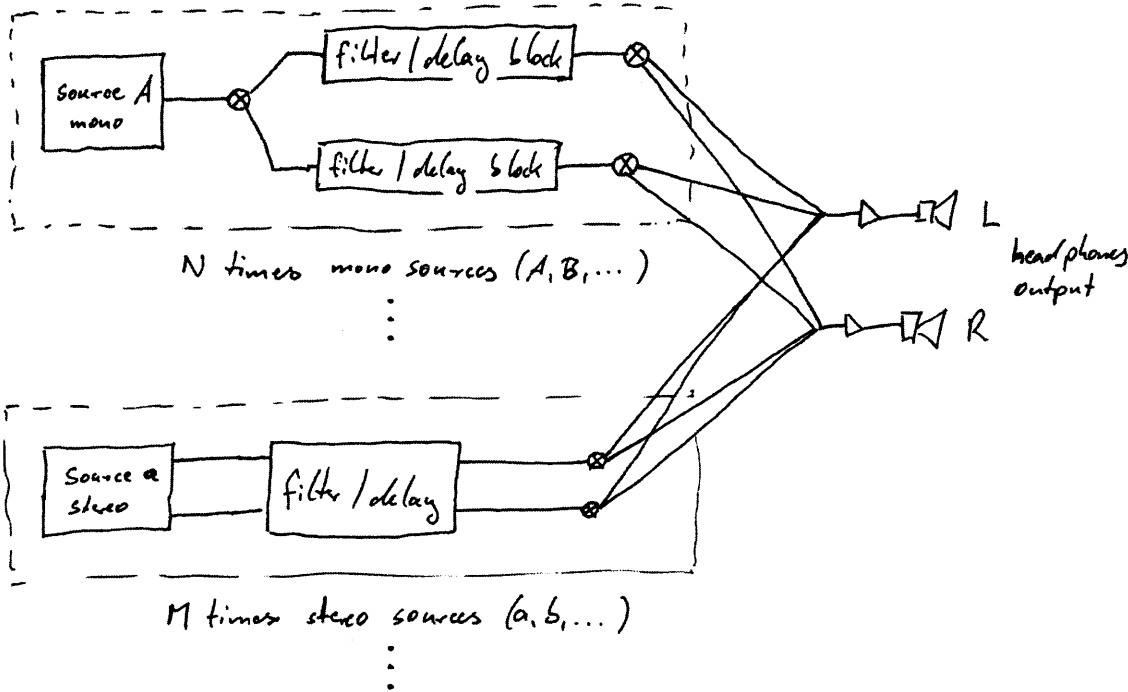 source A
mono
filter/delay block
filter/delay block
N times mono sources (A, B, ...)
L
headphones
output
R
Source a
stereo
filter/delay
M times stereo sources (a, b, ...)